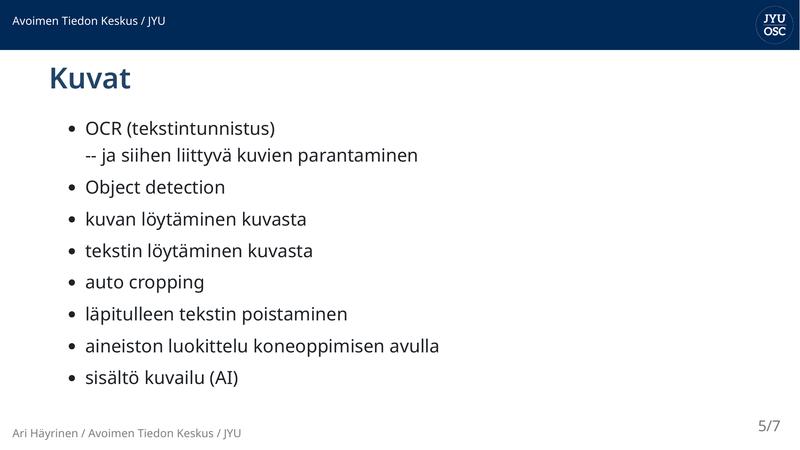 Avoimen Tiedon Keskus / JYU
JYU
OSC
Kuvat
• OCR (tekstintunnistus)
-- ja siihen liittyvä kuvien parantaminen
• Object detection
• kuvan löytäminen kuvasta
• tekstin löytäminen kuvasta
• auto cropping
• läpitulleen tekstin poistaminen
• aineiston luokittelu koneoppimisen avulla
• sisältö kuvailu (AI)
Ari Häyrinen / Avoimen Tiedon Keskus / JYU
5/7